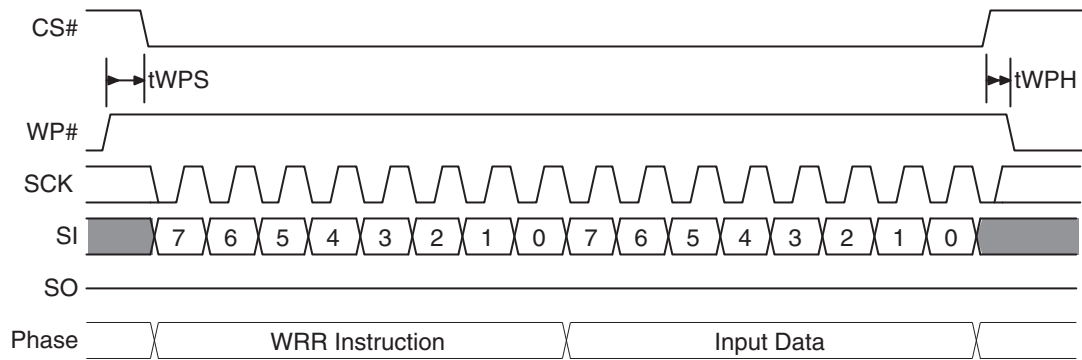 CS#
tWPS
tWPH
WP#
SCK
SI 7 6 5 4 3 2 1 0 7 6 5 4 3 2 1 0
SO
Phase WRR Instruction Input Data